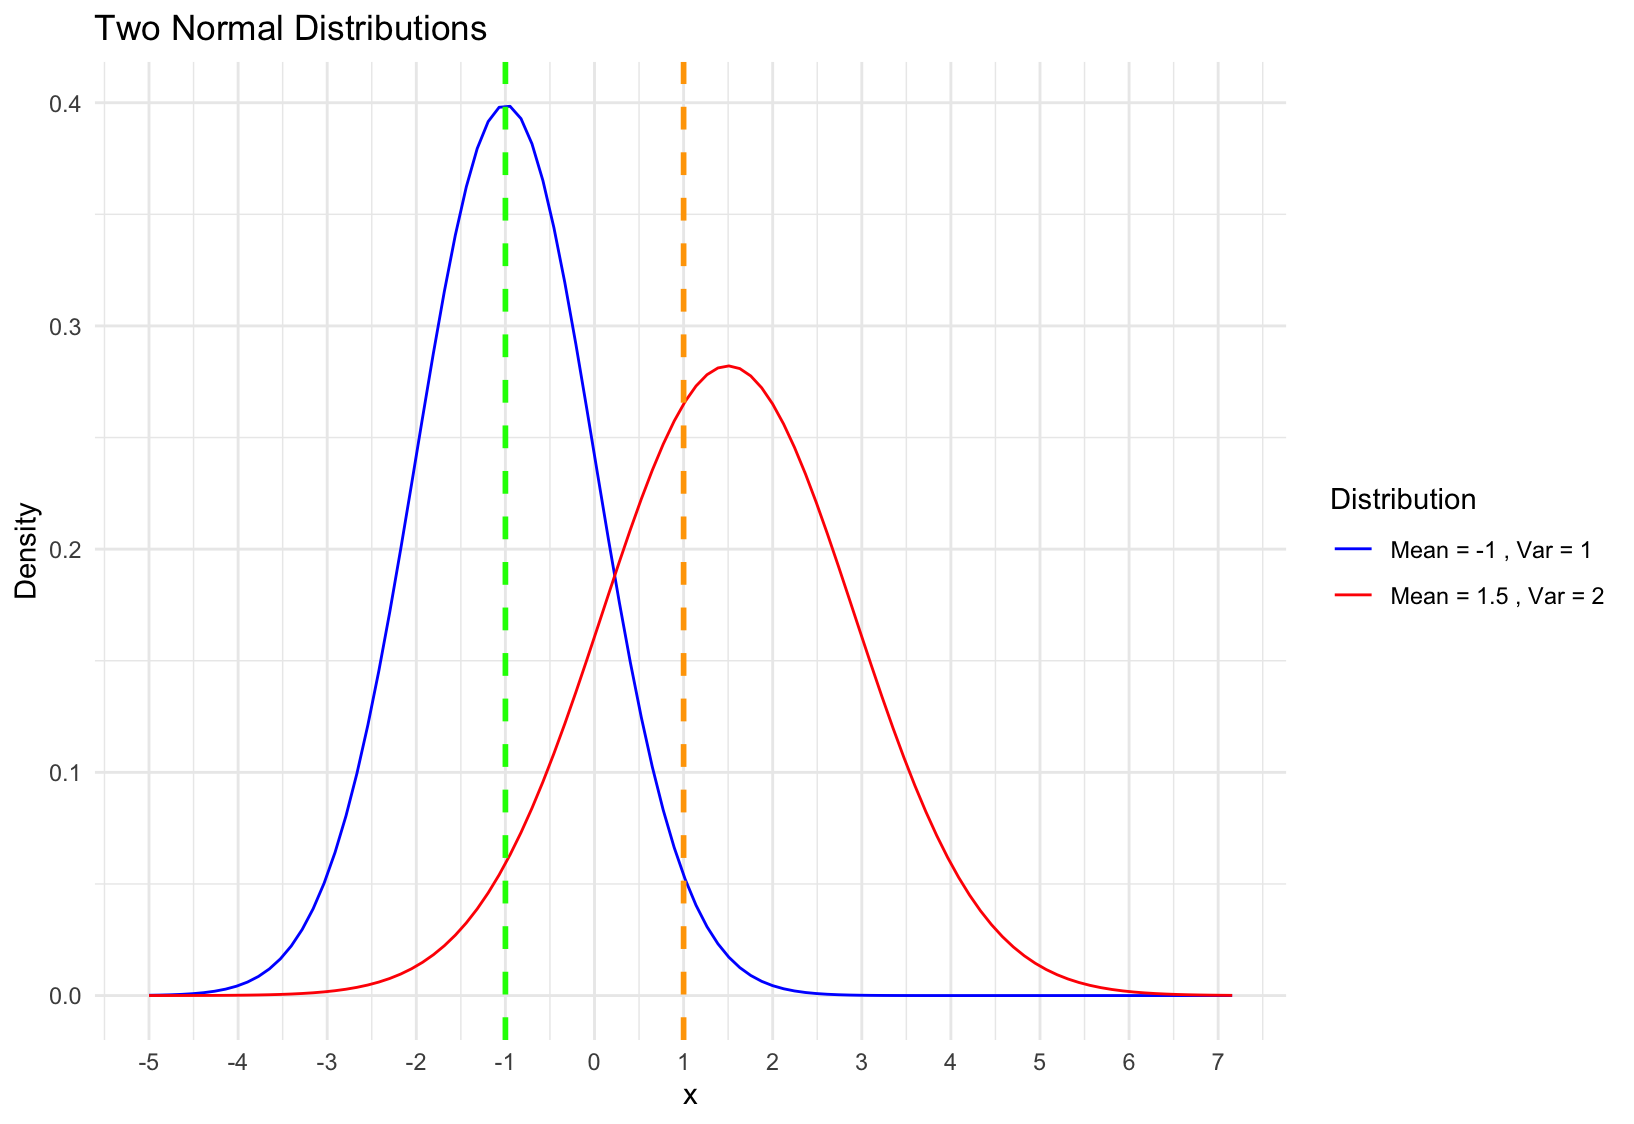 Two Normal Distributions
Density
0.4
0.3
0.2
0.1
0.0
-5 -4 -3 -2 -1 0 1 2 3 4 5 6 7
x
Distribution
Mean = -1 , Var = 1
Mean = 1.5 , Var = 2